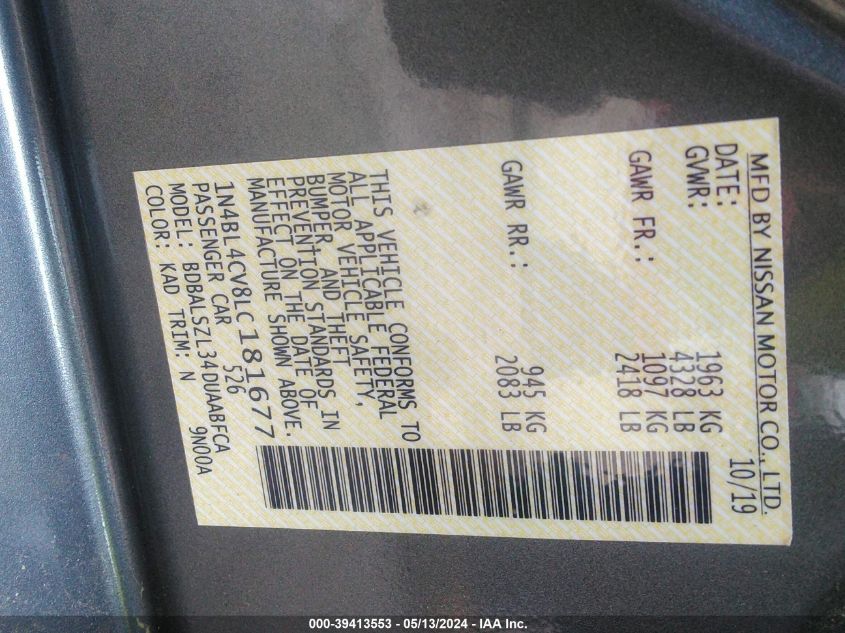 MFD BY NISSAN MOTOR CO., LTD.
DATE: 10/19
GVWR: 1963 KG
4328 LB
GAWR FR.: 1097 KG
2418 LB
GAWR RR.: 945 KG
2083 LB
THIS VEHICLE CONFORMS TO
ALL APPLICABLE FEDERAL
MOTOR VEHICLE SAFETY,
BUMPER AND THEFT
PREVENTION STANDARDS IN
EFFECT ON THE DATE OF
MANUFACTURE SHOWN ABOVE.
1N4BL4CV8LC181677
PASSENGER CAR 526
MODEL: BDBALSZL34DUAABFCA
COLOR: KAD TRIM: N 9N00A
000-39413553 - 05/13/2024 - IAA Inc.